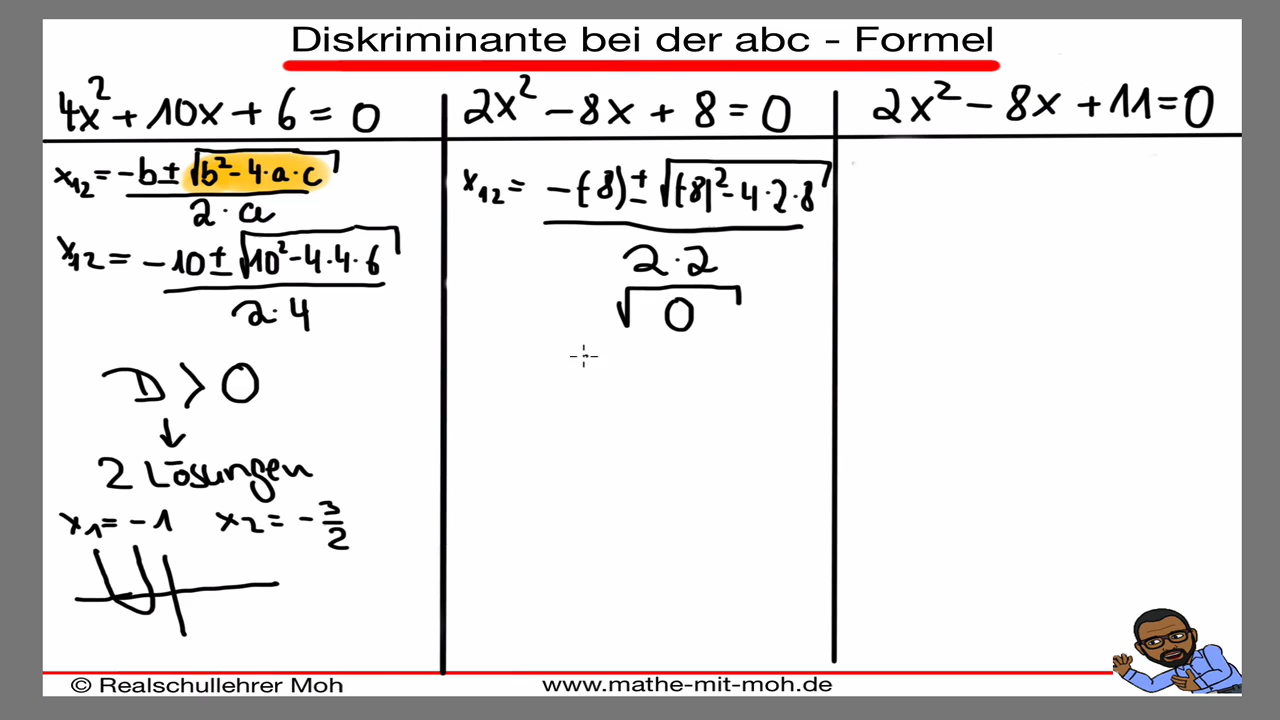 Diskriminante bei der abc - Formel
4x² + 10x + 6 = 0
x₁₂ = -b ± √(b² - 4·a·c) / 2·a
x₁₂ = -10 ± √(10² - 4·4·6) / 2·4
D > 0
↓
2 Lösungen
x₁ = -1 x₂ = -3/2
2x² - 8x + 8 = 0
x₁₂ = -(-8) ± √((-8)² - 4·2·8) / 2·2
√0
2x² - 8x + 11 = 0
© Realschullehrer Moh
www.mathe-mit-moh.de